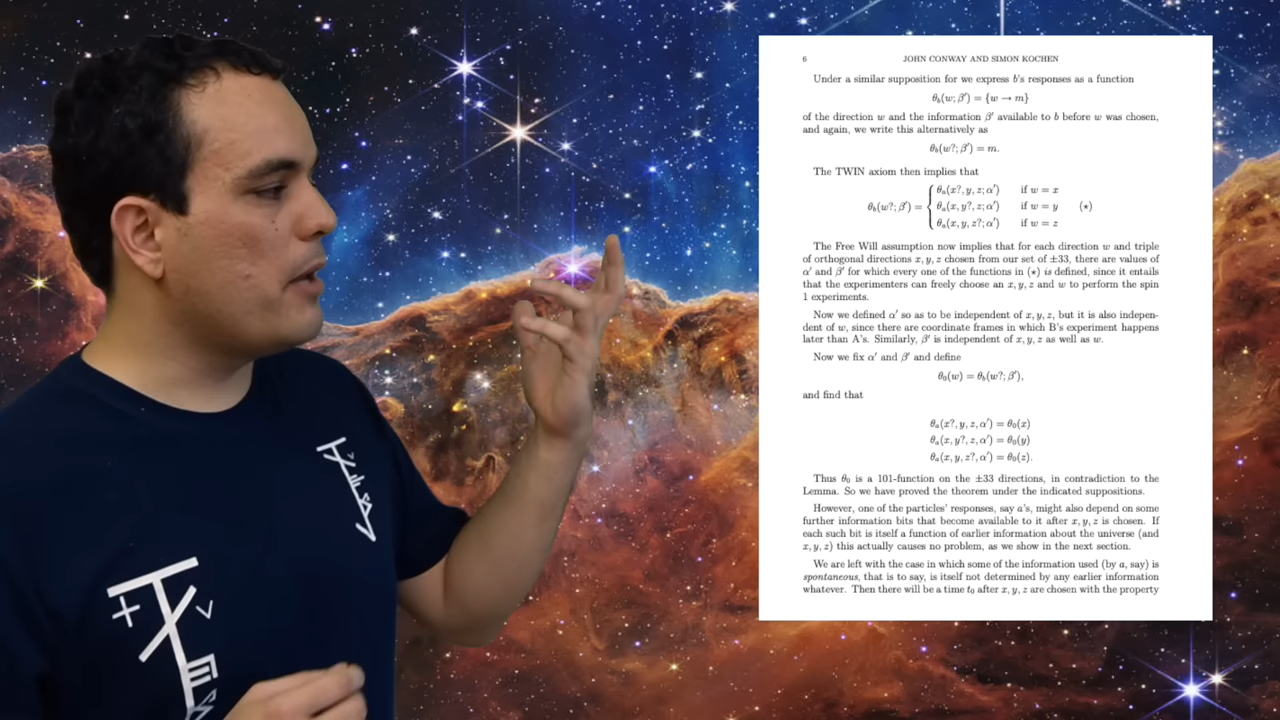 6
JOHN CONWAY AND SIMON KOCHEN
Under a similar supposition for we express b's responses as a function
θb(w; β′) = {w → m}
of the direction w and the information β′ available to b before w was chosen,
and again, we write this alternatively as
θb(w?; β′) = m.
The TWIN axiom then implies that
θb(w?; β′) = { θa(x?, y, z; α′) if w = x
θa(x, y?, z; α′) if w = y (⋆)
θa(x, y, z?; α′) if w = z
The Free Will assumption now implies that for each direction w and triple
of orthogonal directions x, y, z chosen from our set of ±33, there are values of
α′ and β′ for which every one of the functions in (⋆) is defined, since it entails
that the experimenters can freely choose an x, y, z and w to perform the spin
1 experiments.
Now we defined α′ so as to be independent of x, y, z, but it is also indepen-
dent of w, since there are coordinate frames in which B's experiment happens
later than A's. Similarly, β′ is independent of x, y, z as well as w.
Now we fix α′ and β′ and define
θ0(w) = θb(w?; β′),
and find that
θa(x?, y, z, α′) = θ0(x)
θa(x, y?, z, α′) = θ0(y)
θa(x, y, z?, α′) = θ0(z).
Thus θ0 is a 101-function on the ±33 directions, in contradiction to the
Lemma. So we have proved the theorem under the indicated suppositions.
However, one of the particles' responses, say a's, might also depend on some
further information bits that become available to it after x, y, z is chosen. If
each such bit is itself a function of earlier information about the universe (and
x, y, z) this actually causes no problem, as we show in the next section.
We are left with the case in which some of the information used (by a, say) is
spontaneous, that is to say, is itself not determined by any earlier information
whatever. Then there will be a time t0 after x, y, z are chosen with the property